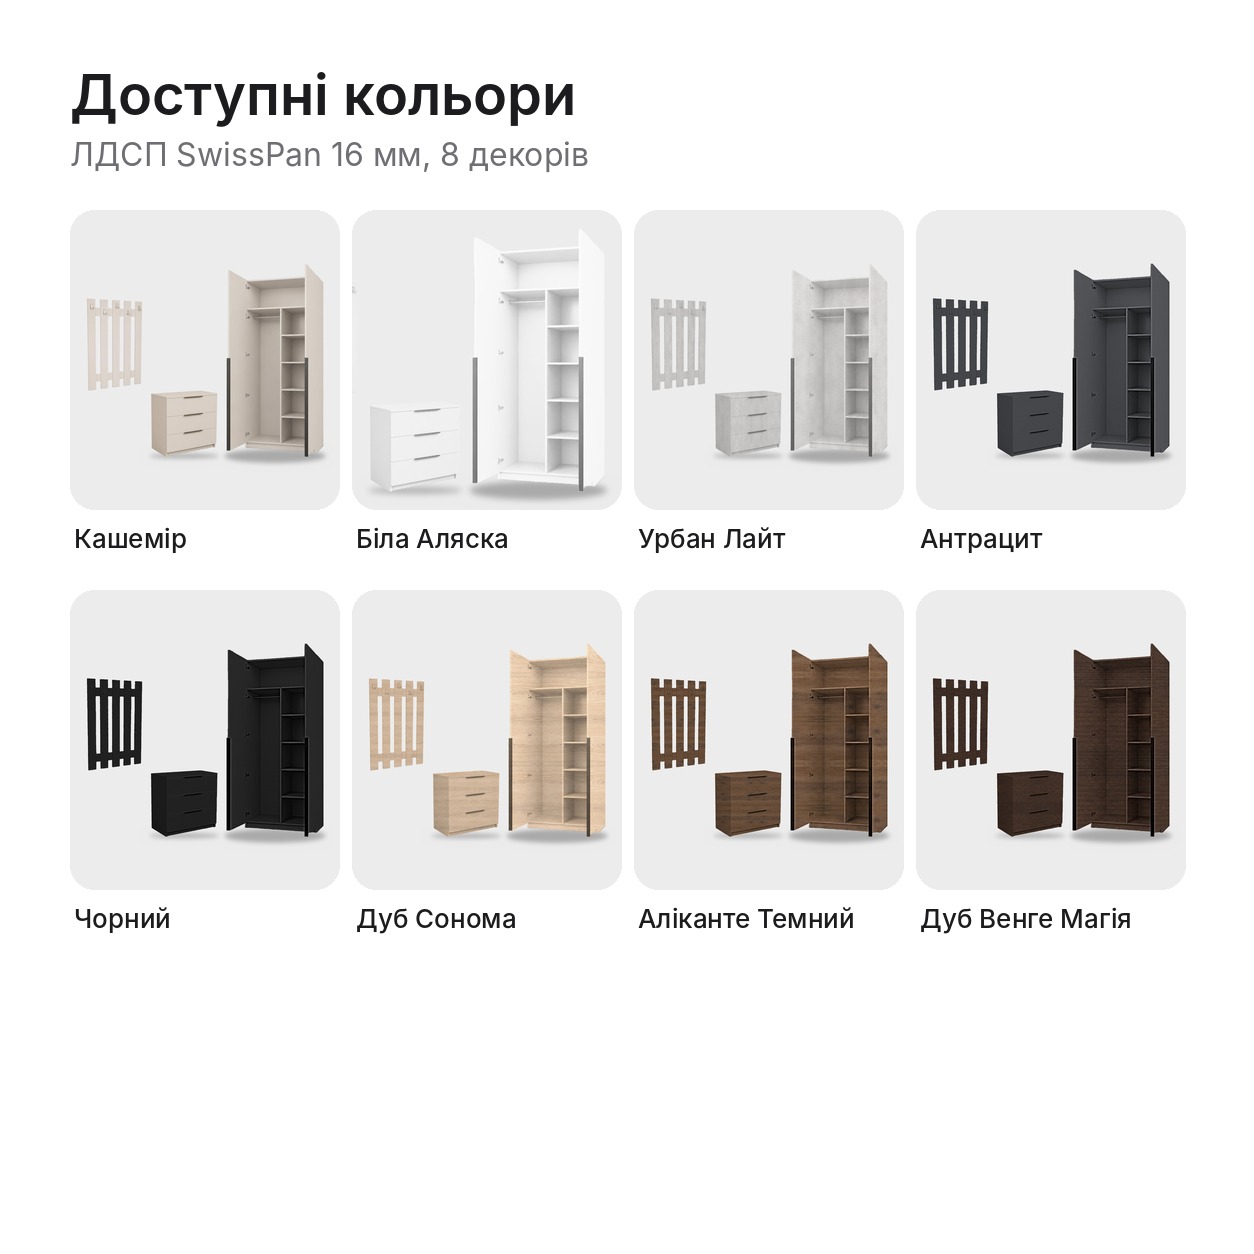 Доступні кольори
ЛДСП SwissPan 16 мм, 8 декорів
Кашемір
Біла Аляска
Урбан Лайт
Антрацит
Чорний
Дуб Сонома
Аліканте Темний
Дуб Венге Магія